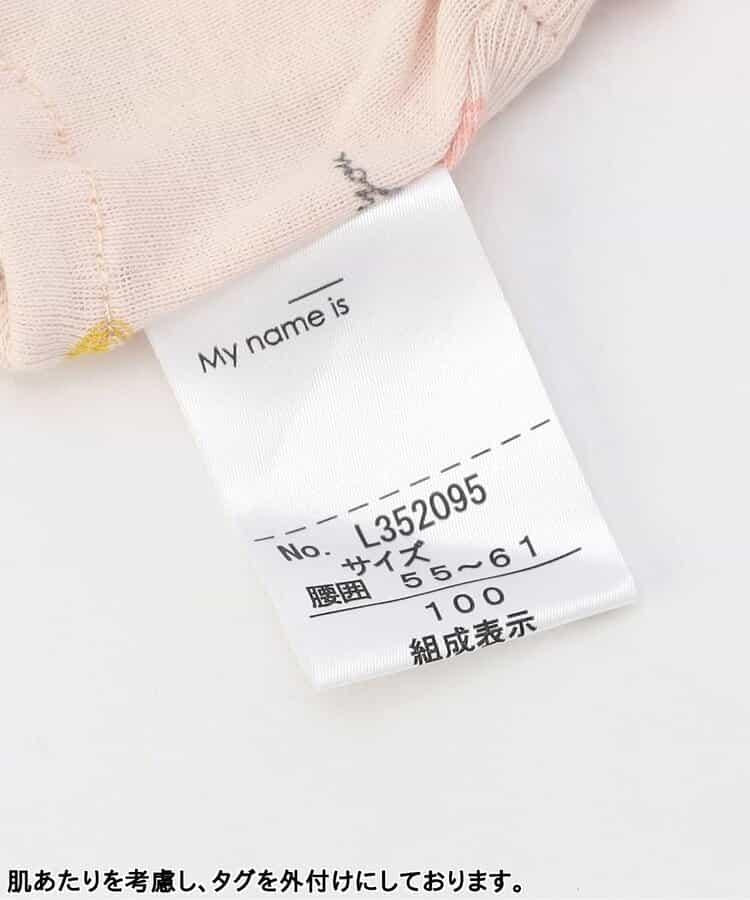 My name is
No. L352095
サイズ
腰囲 55～61
100
組成表示
肌あたりを考慮し、タグを外付けにしております。